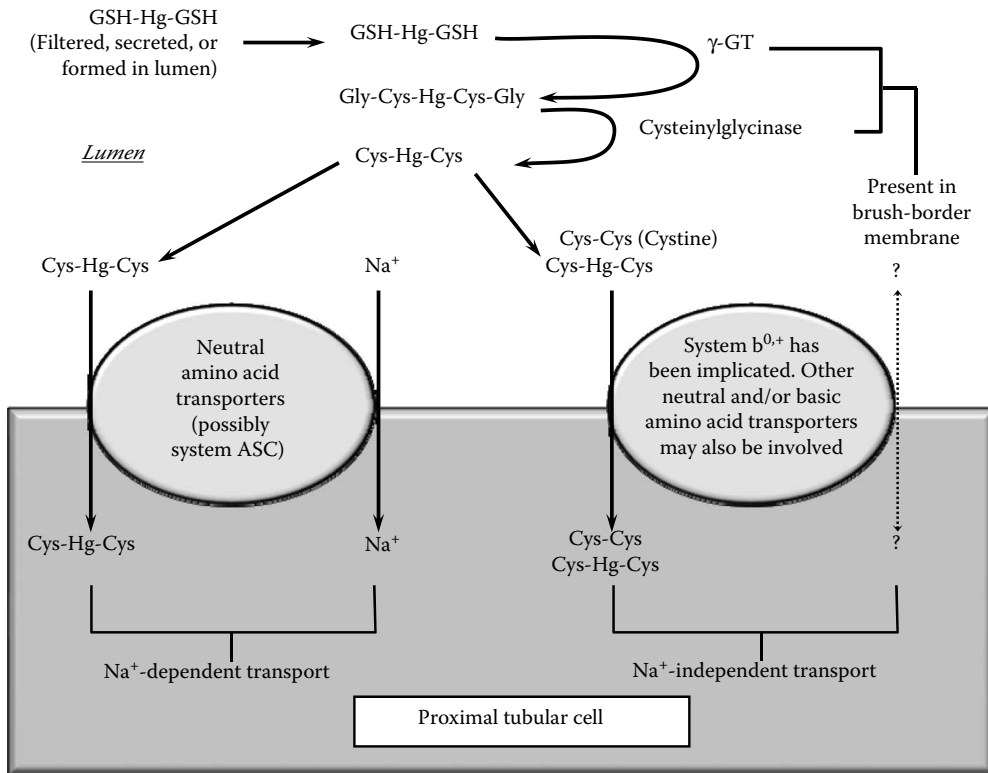 GSH-Hg-GSH
(Filtered, secreted, or
formed in lumen)
GSH-Hg-GSH
γ-GT
Gly-Cys-Hg-Cys-Gly
Cysteinylglycinase
Lumen
Cys-Hg-Cys
Present in
brush-border
membrane
Cys-Hg-Cys
Na⁺
Cys-Cys (Cystine)
Cys-Hg-Cys
?
Neutral
amino acid
transporters
(possibly
system ASC)
System b⁰,⁺ has
been implicated. Other
neutral and/or basic
amino acid transporters
may also be involved
Cys-Hg-Cys
Na⁺
Cys-Cys
Cys-Hg-Cys
?
Na⁺-dependent transport
Na⁺-independent transport
Proximal tubular cell